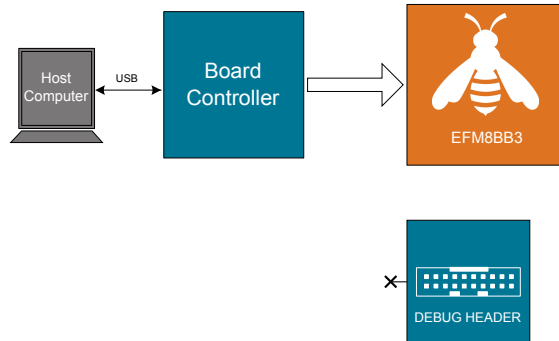 Host
Computer
USB
Board
Controller
EFM8BB3
DEBUG HEADER